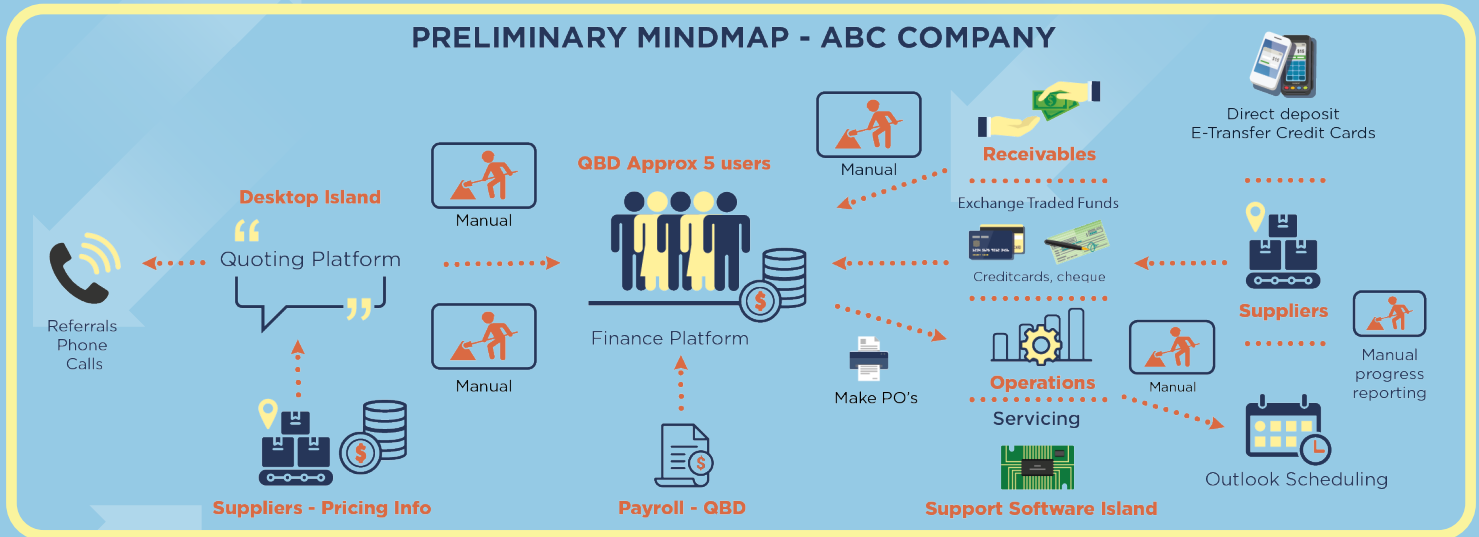 PRELIMINARY MINDMAP - ABC COMPANY
Referrals
Phone
Calls
Desktop Island
“
Quoting Platform
”
Suppliers - Pricing Info
Manual
Manual
QBD Approx 5 users
$
Finance Platform
Payroll - QBD
Manual
Make PO's
Receivables
Exchange Traded Funds
Creditcards, cheque
Operations
Servicing
Support Software Island
Direct deposit
E-Transfer Credit Cards
Suppliers
Manual
Manual
progress
reporting
Outlook Scheduling